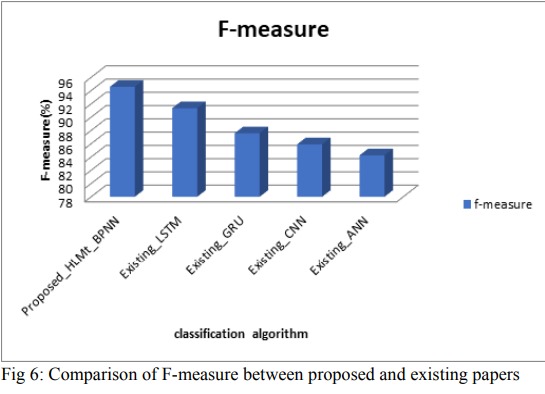 F-measure
F-measure(%)
96
94
92
90
88
86
84
82
80
78
Proposed_HLMt_BPNN
Existing_LSTM
Existing_GRU
Existing_CNN
Existing_ANN
classification algorithm
f-measure
Fig 6: Comparison of F-measure between proposed and existing papers